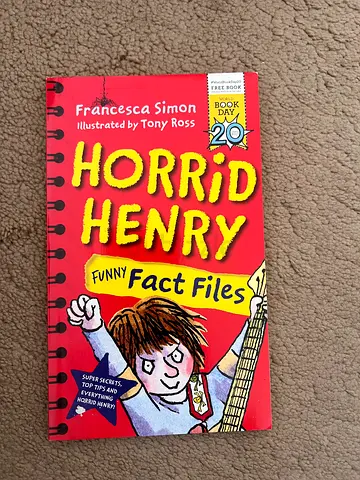 Francesca Simon
Illustrated by Tony Ross
FREE BOOK
WORLD
BOOK
DAY
20
HORRiD
HENRY
FUNNY Fact Files
SUPER SECRETS,
TOP TIPS AND
EVERYTHING
HORRID HENRY!